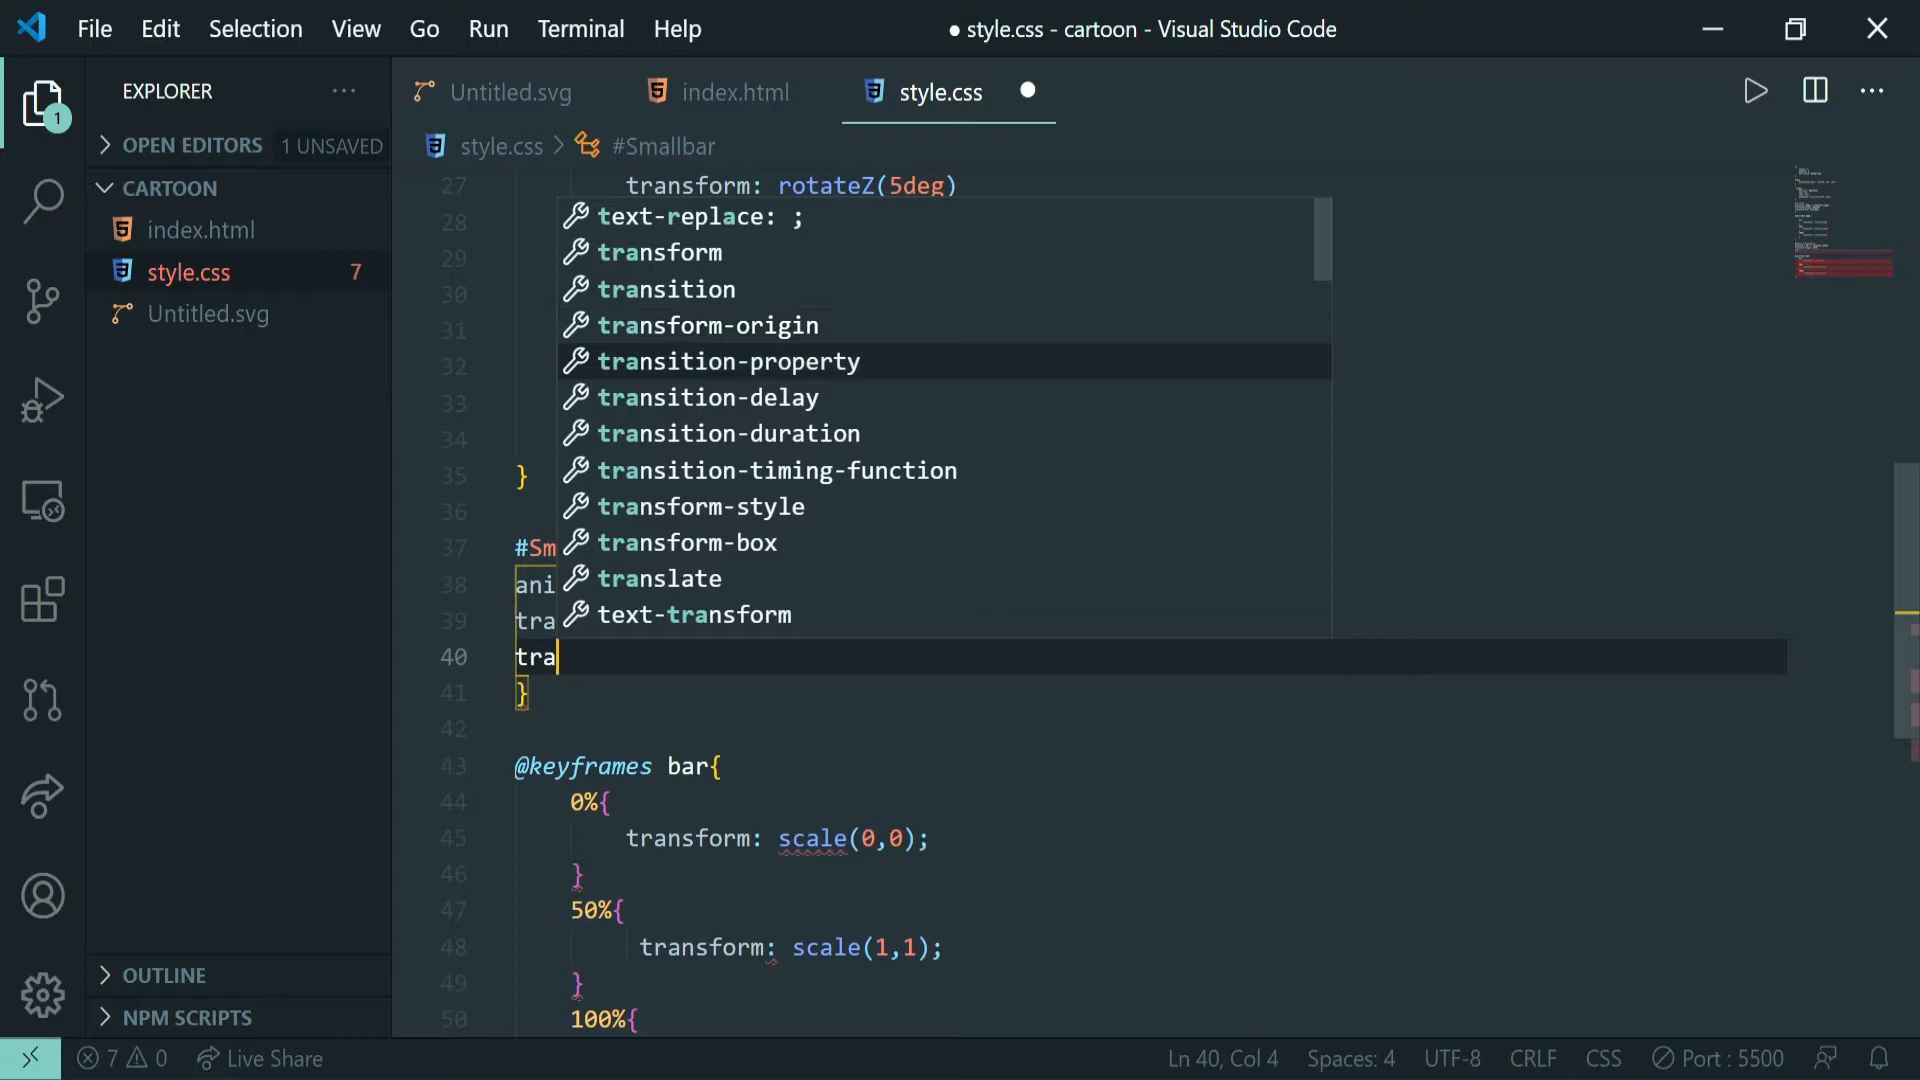 File Edit Selection View Go Run Terminal Help
● style.css - cartoon - Visual Studio Code
EXPLORER
Untitled.svg index.html style.css
OPEN EDITORS 1 UNSAVED
style.css > #Smallbar
CARTOON
index.html
style.css 7
Untitled.svg
27 transform: rotateZ(5deg)
28 text-replace: ;
29 transform
30 transition
31 transform-origin
32 transition-property
33 transition-delay
34 transition-duration
35 } transition-timing-function
36 transform-style
37 #Sm transform-box
38 ani translate
39 tra text-transform
40 tra
41 }
42
43 @keyframes bar{
44 0%{
45 transform: scale(0,0);
46 }
47 50%{
48 transform: scale(1,1);
49 }
50 100%{
OUTLINE
NPM SCRIPTS
1
7 0 Live Share
Ln 40, Col 4 Spaces: 4 UTF-8 CRLF CSS Port : 5500